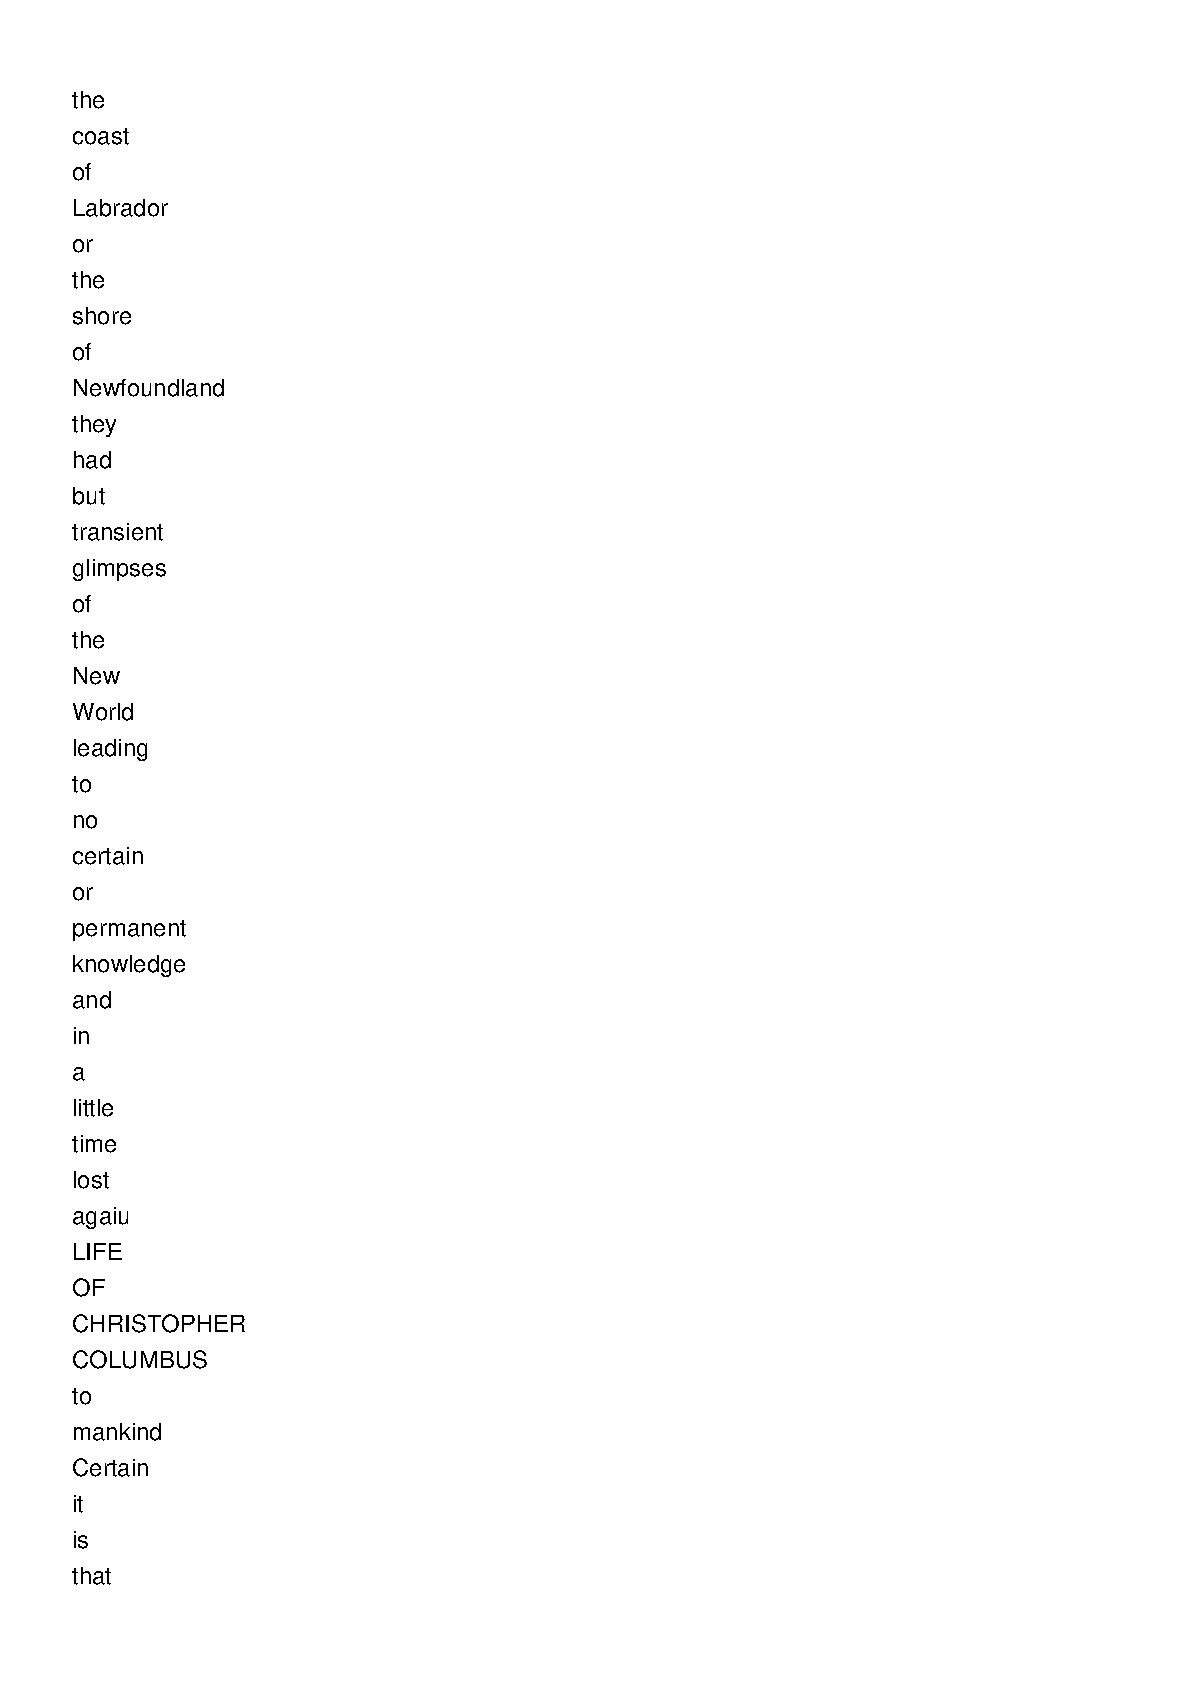 the
coast
of
Labrador
or
the
shore
of
Newfoundland
they
had
but
transient
glimpses
of
the
New
World
leading
to
no
certain
or
permanent
knowledge
and
in
a
little
time
lost
agaiu
LIFE
OF
CHRISTOPHER
COLUMBUS
to
mankind
Certain
it
is
that